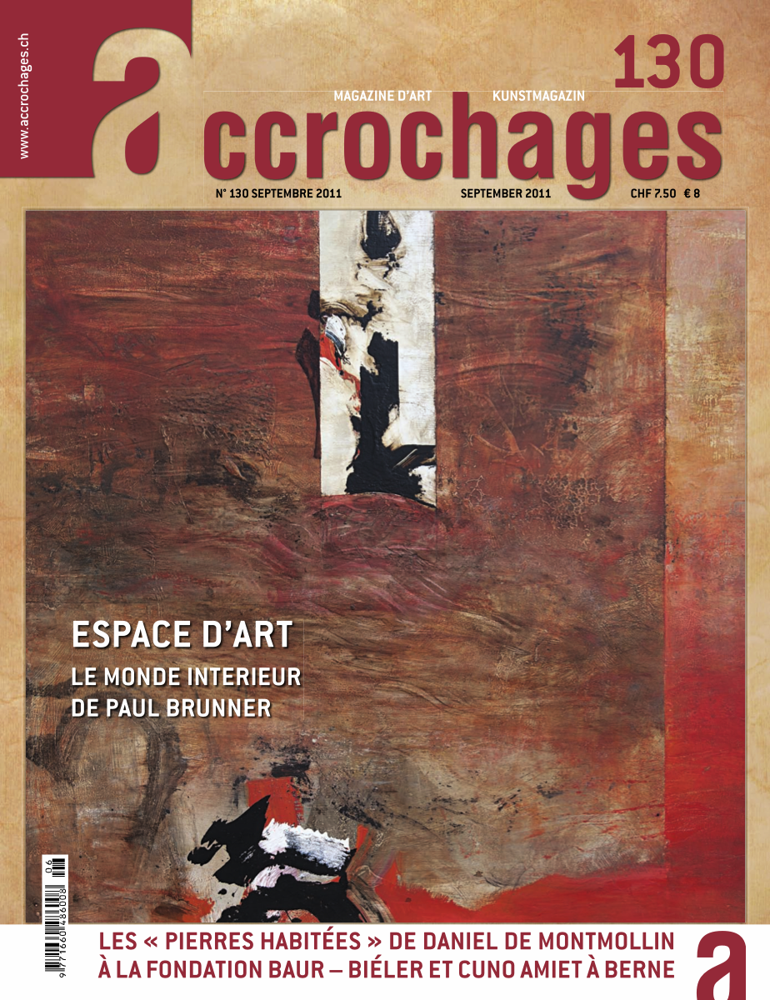 www.accrochages.ch
130
MAGAZINE D'ART KUNSTMAGAZIN
accrochages
N° 130 SEPTEMBRE 2011 SEPTEMBER 2011 CHF 7.50 € 8
ESPACE D'ART
LE MONDE INTERIEUR
DE PAUL BRUNNER
06
9 771660 486008
LES « PIERRES HABITÉES » DE DANIEL DE MONTMOLLIN
À LA FONDATION BAUR – BIÉLER ET CUNO AMIET À BERNE
a